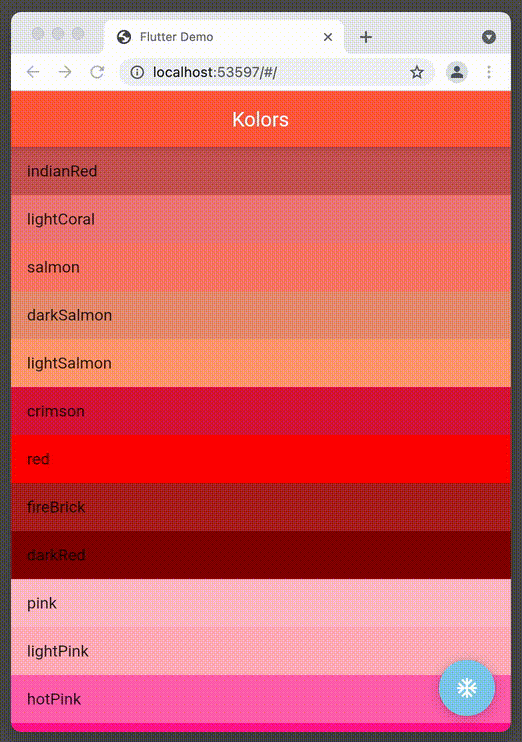 Flutter Demo
localhost:53597/#/
Kolors
indianRed
lightCoral
salmon
darkSalmon
lightSalmon
crimson
red
fireBrick
darkRed
pink
lightPink
hotPink